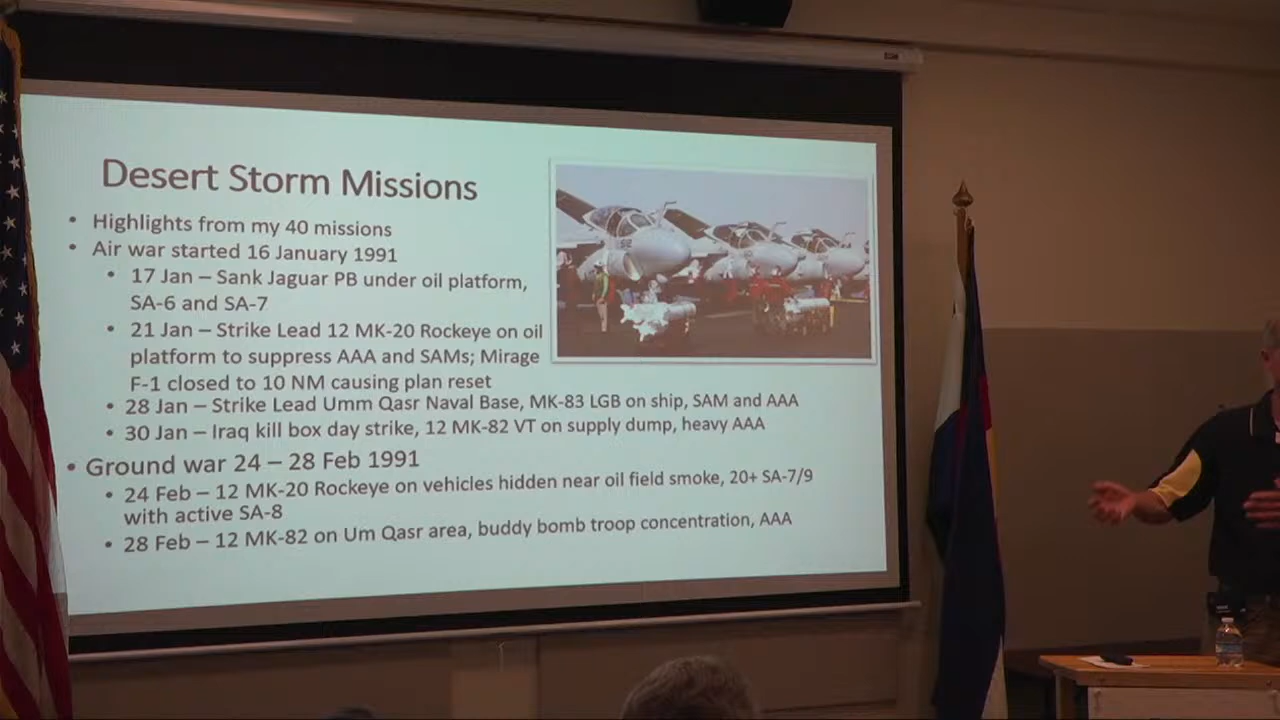 Desert Storm Missions
• Highlights from my 40 missions
• Air war started 16 January 1991
• 17 Jan – Sank Jaguar PB under oil platform,
SA-6 and SA-7
• 21 Jan – Strike Lead 12 MK-20 Rockeye on oil
platform to suppress AAA and SAMs; Mirage
F-1 closed to 10 NM causing plan reset
• 28 Jan – Strike Lead Umm Qasr Naval Base, MK-83 LGB on ship, SAM and AAA
• 30 Jan – Iraq kill box day strike, 12 MK-82 VT on supply dump, heavy AAA
• Ground war 24 – 28 Feb 1991
• 24 Feb – 12 MK-20 Rockeye on vehicles hidden near oil field smoke, 20+ SA-7/9
with active SA-8
• 28 Feb – 12 MK-82 on Um Qasr area, buddy bomb troop concentration, AAA